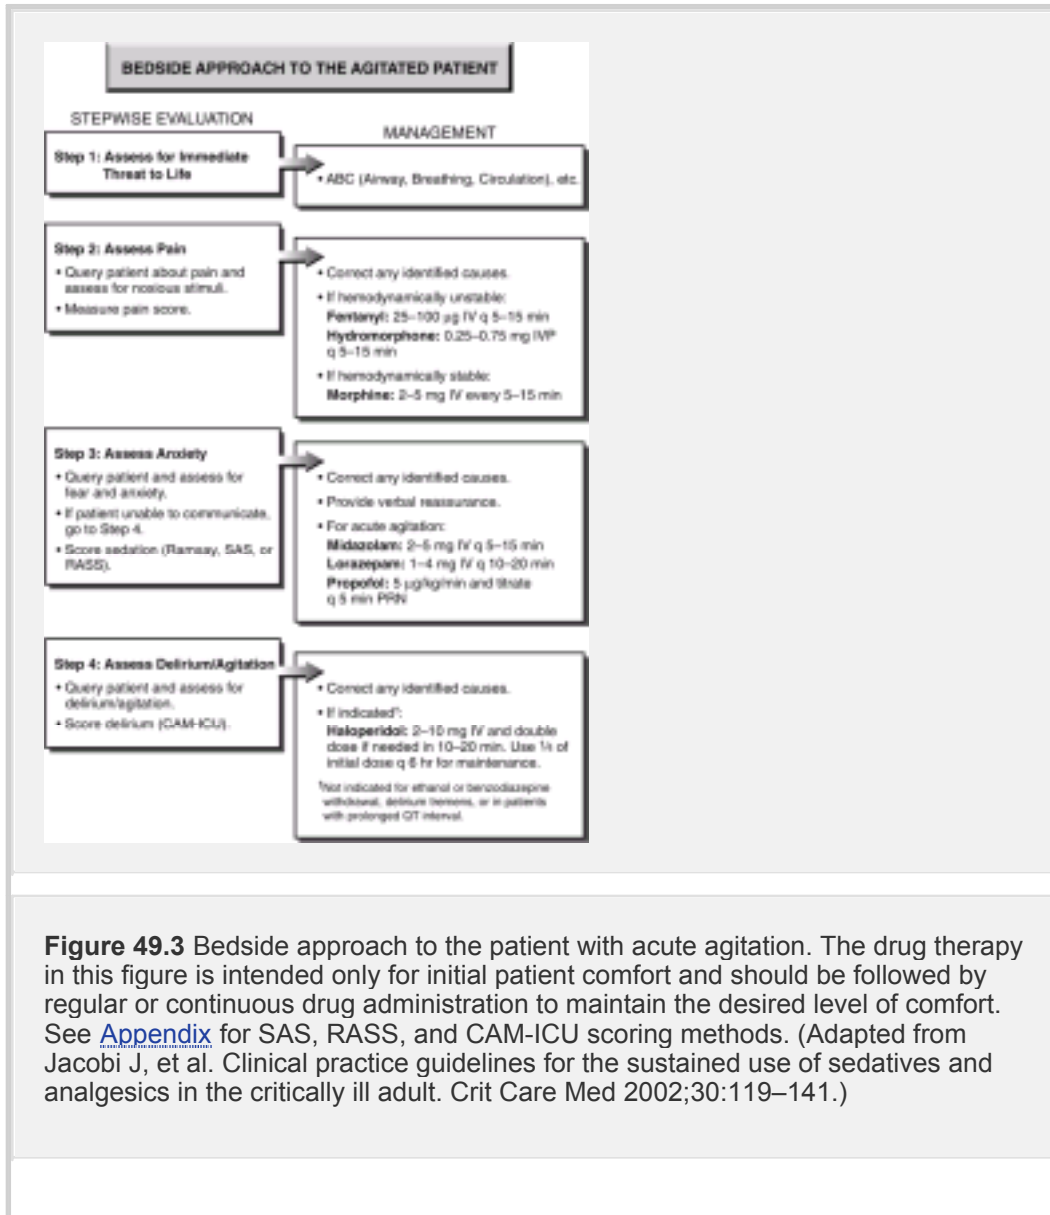 BEDSIDE APPROACH TO THE AGITATED PATIENT
STEPWISE EVALUATION
Step 1: Assess for Immediate
Threat to Life
MANAGEMENT
• ABC (Airway, Breathing, Circulation), etc.
Step 2: Assess Pain
• Query patient about pain and
assess for noxious stimuli.
• Measure pain score.
• Correct any identified causes.
• If hemodynamically unstable:
Fentanyl: 25–100 µg IV q 5–15 min
Hydromorphone: 0.25–0.75 mg IVP
q 5–15 min
• If hemodynamically stable:
Morphine: 2–5 mg IV every 5–15 min
Step 3: Assess Anxiety
• Query patient and assess for
fear and anxiety.
• If patient unable to communicate,
go to Step 4.
• Score sedation (Ramsay, SAS, or
RASS).
• Correct any identified causes.
• Provide verbal reassurance.
• For acute agitation:
Midazolam: 2–5 mg IV q 5–15 min
Lorazepam: 1–4 mg IV q 10–20 min
Propofol: 5 µg/kg/min and titrate
q 5 min PRN
Step 4: Assess Delirium/Agitation
• Query patient and assess for
delirium/agitation.
• Score delirium (CAM-ICU).
• Correct any identified causes.
• If indicated†:
Haloperidol: 2–10 mg IV and double
dose if needed in 10–20 min. Use ¼ of
initial dose q 6 hr for maintenance.
†Not indicated for ethanol or benzodiazepine
withdrawal, delirium tremens, or in patients
with prolonged QT interval.
Figure 49.3 Bedside approach to the patient with acute agitation. The drug therapy
in this figure is intended only for initial patient comfort and should be followed by
regular or continuous drug administration to maintain the desired level of comfort.
See Appendix for SAS, RASS, and CAM-ICU scoring methods. (Adapted from
Jacobi J, et al. Clinical practice guidelines for the sustained use of sedatives and
analgesics in the critically ill adult. Crit Care Med 2002;30:119–141.)